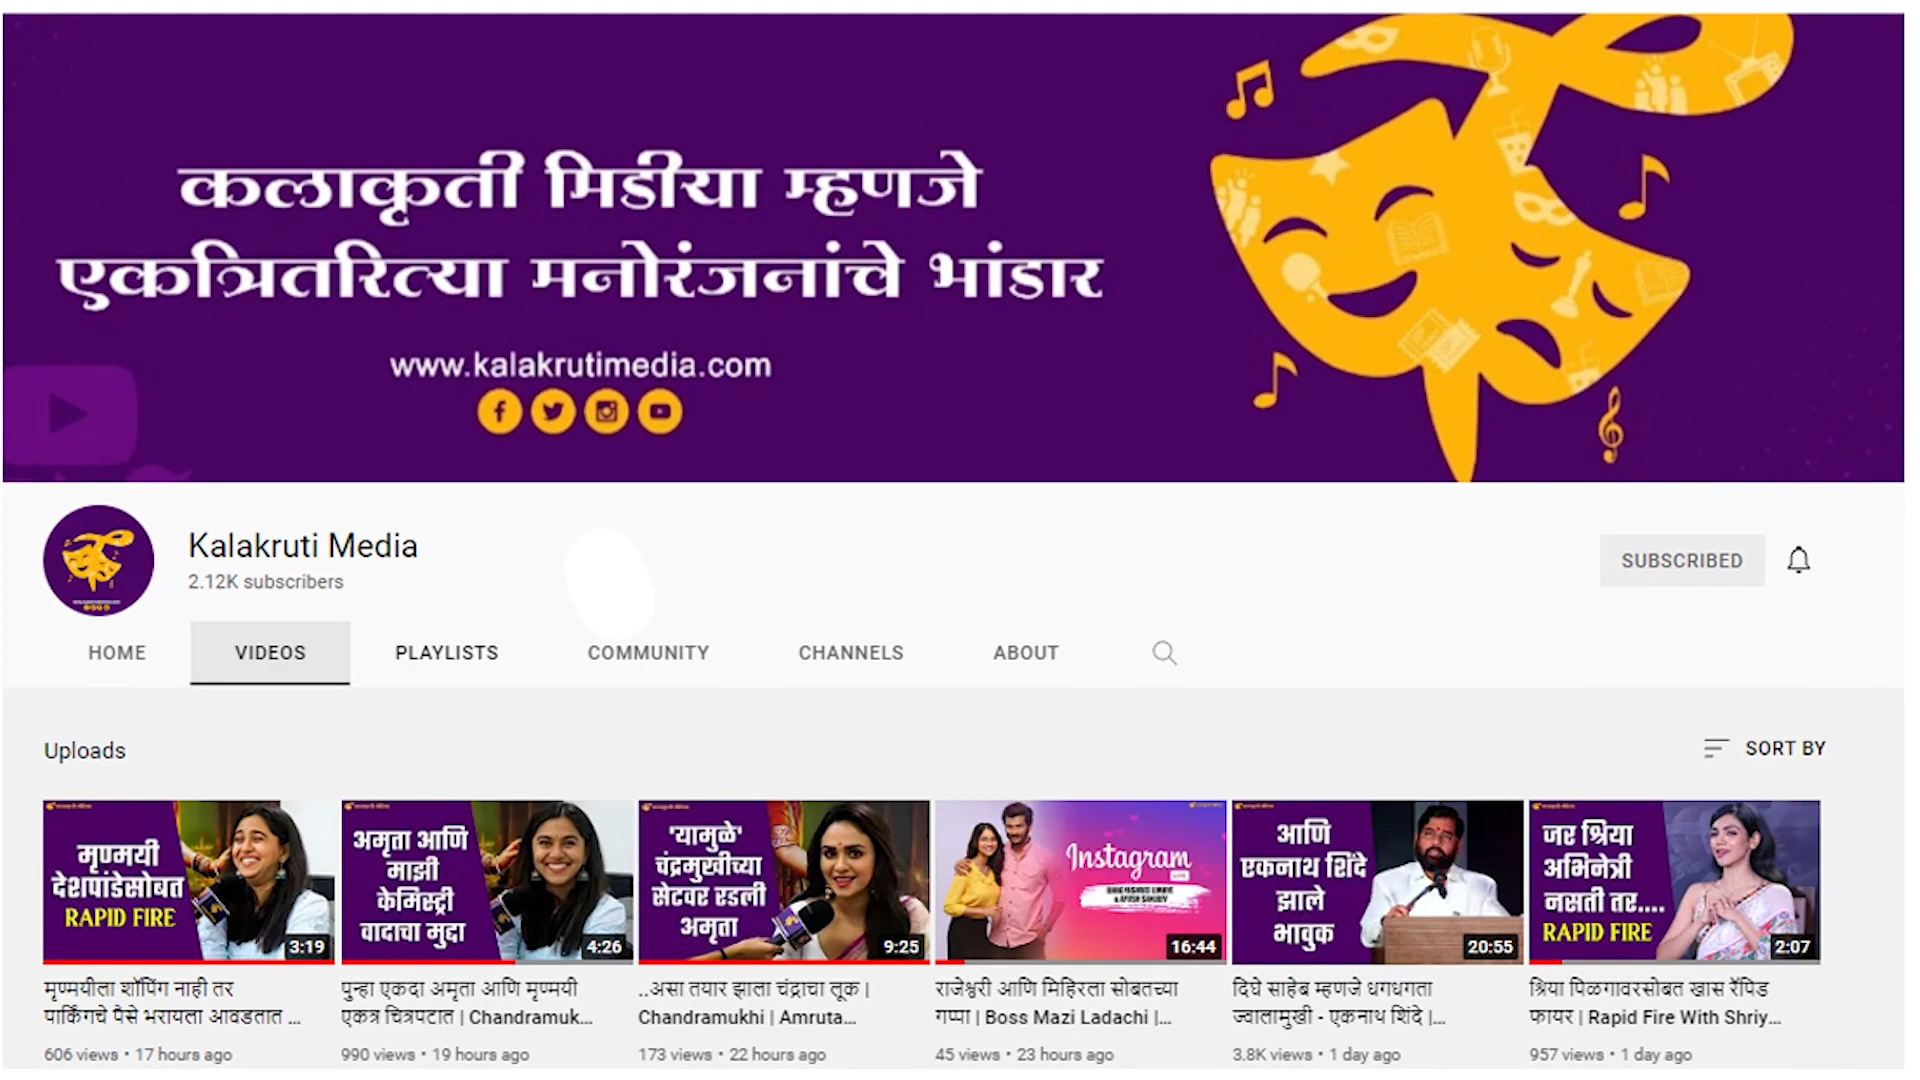 कलाकृती मिडीया म्हणजे
एकत्रितरित्या मनोरंजनांचे भांडार
www.kalakrutimedia.com
Kalakruti Media
2.12K subscribers
SUBSCRIBED
HOME VIDEOS PLAYLISTS COMMUNITY CHANNELS ABOUT
Uploads
SORT BY
मृण्मयी
देशपांडेसोबत
RAPID FIRE
3:19
अमृता आणि
माझी
केमिस्ट्री
वादाचा मुद्दा
4:26
'यामुळे'
चंद्रमुखीच्या
सेटवर रडली
अमृता
9:25
Instagram
LIVE
16:44
आणि
एकनाथ शिंदे
झाले
भावुक
20:55
जर श्रिया
अभिनेत्री
नसती तर....
RAPID FIRE
2:07
मृण्मयीला शॉपिंग नाही तर
पार्किंगचे पैसे भरायला आवडतात ...
606 views • 17 hours ago
पुन्हा एकदा अमृता आणि मृण्मयी
एकत्र चित्रपटात | Chandramuk...
990 views • 19 hours ago
..असा तयार झाला चंद्राचा लूक |
Chandramukhi | Amruta...
173 views • 22 hours ago
राजेश्वरी आणि मिहिरला सोबतच्या
गप्पा | Boss Mazi Ladachi |...
45 views • 23 hours ago
दिघे साहेब म्हणजे धगधगता
ज्वालामुखी - एकनाथ शिंदे |...
3.8K views • 1 day ago
श्रिया पिळगावरसोबत खास रॅपिड
फायर | Rapid Fire With Shriy...
957 views • 1 day ago